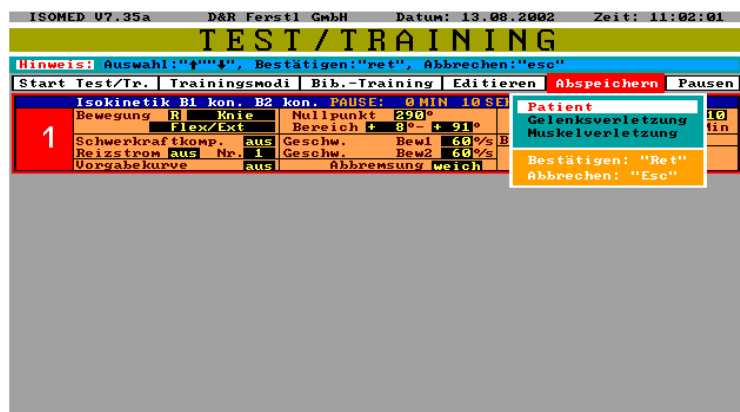 ISOMED V7.35a D&R Ferstl GmbH Datum: 13.08.2002 Zeit: 11:02:01
TEST/TRAINING
Hinweis: Auswahl:"↑""↓", Bestätigen:"ret", Abbrechen:"esc"
Start Test/Tr. Trainingsmodi Bib.-Training Editieren Abspeichern Pausen
Isokinetik B1 kon. B2 kon. PAUSE: 0 MIN 10 SE
Patient
Bewegung R Knie Nullpunkt 290° 10
Gelenksverletzung
1 Flex/Ext Bereich + 8°- + 91° in
Muskelverletzung
Schwerkraftkomp. aus Geschw. Bew1 60°/s B
Reizstrom aus Nr. 1 Geschw. Bew2 60°/s
Bestätigen: "Ret"
Vorgabekurve aus Abbremsung weich
Abbrechen: "Esc"